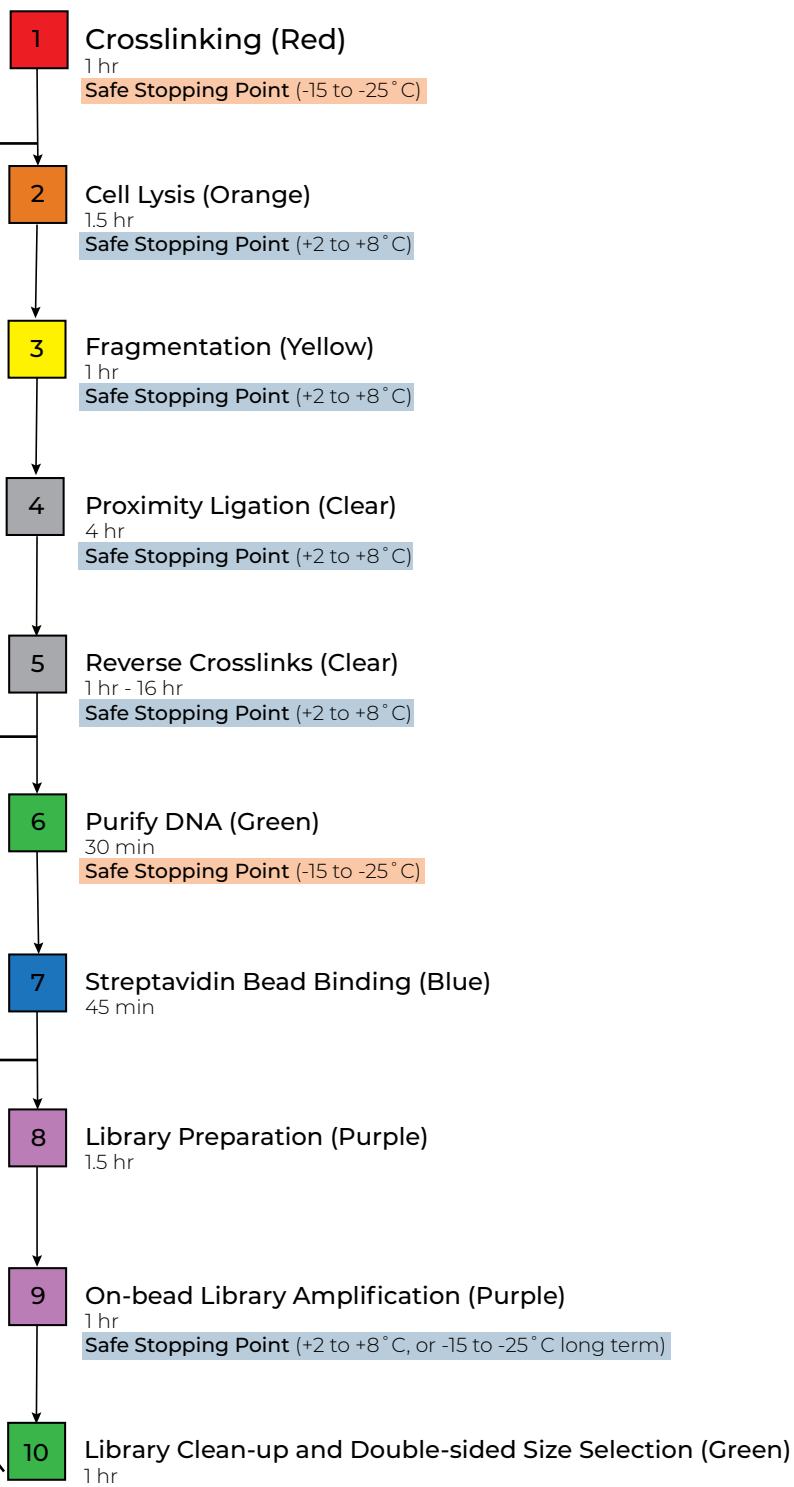 1
Crosslinking (Red)
1 hr
Safe Stopping Point (-15 to -25˚C)
2
Cell Lysis (Orange)
1.5 hr
Safe Stopping Point (+2 to +8˚C)
3
Fragmentation (Yellow)
1 hr
Safe Stopping Point (+2 to +8˚C)
4
Proximity Ligation (Clear)
4 hr
Safe Stopping Point (+2 to +8˚C)
5
Reverse Crosslinks (Clear)
1 hr - 16 hr
Safe Stopping Point (+2 to +8˚C)
6
Purify DNA (Green)
30 min
Safe Stopping Point (-15 to -25˚C)
7
Streptavidin Bead Binding (Blue)
45 min
8
Library Preparation (Purple)
1.5 hr
9
On-bead Library Amplification (Purple)
1 hr
Safe Stopping Point (+2 to +8˚C, or -15 to -25˚C long term)
10
Library Clean-up and Double-sided Size Selection (Green)
1 hr